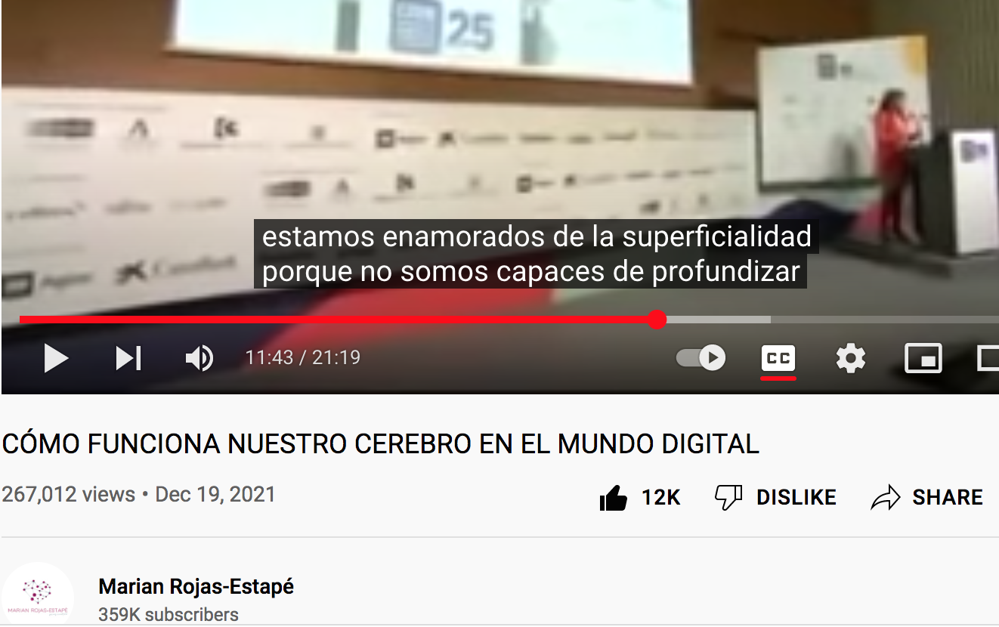 25
estamos enamorados de la superficialidad
porque no somos capaces de profundizar
11:43 / 21:19
CC
CÓMO FUNCIONA NUESTRO CEREBRO EN EL MUNDO DIGITAL
267,012 views • Dec 19, 2021
12K DISLIKE SHARE
Marian Rojas-Estapé
359K subscribers
MARIAN ROJAS-ESTAPÉ